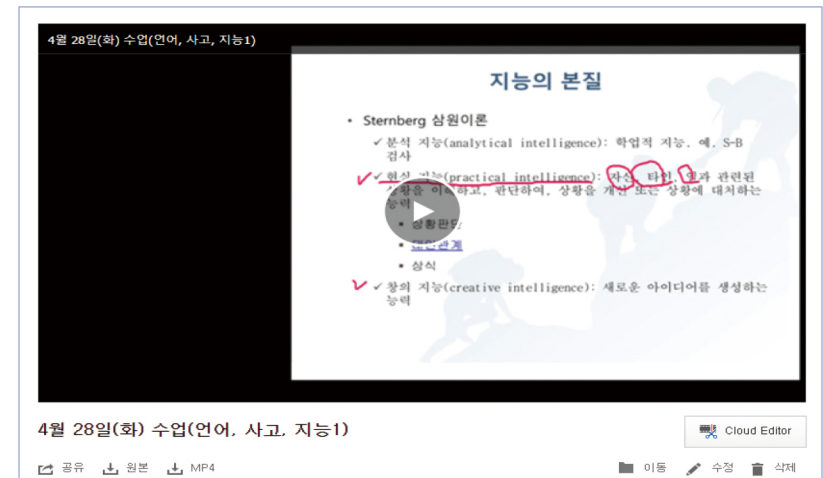 4월 28일(화) 수업(언어, 사고, 지능1)
지능의 본질
• Sternberg 삼원이론
✓분석 지능(analytical intelligence): 학업적 지능. 예. S-B
검사
✓현실 지능(practical intelligence): 자신, 타인, 일과 관련된
상황을 이해하고, 판단하여, 상황을 개선 또는 상황에 대처하는
능력
▪ 상황판단
▪ 대인관계
▪ 상식
✓창의 지능(creative intelligence): 새로운 아이디어를 생성하는
능력
4월 28일(화) 수업(언어, 사고, 지능1)
Cloud Editor
공유 원본 MP4 이동 수정 삭제